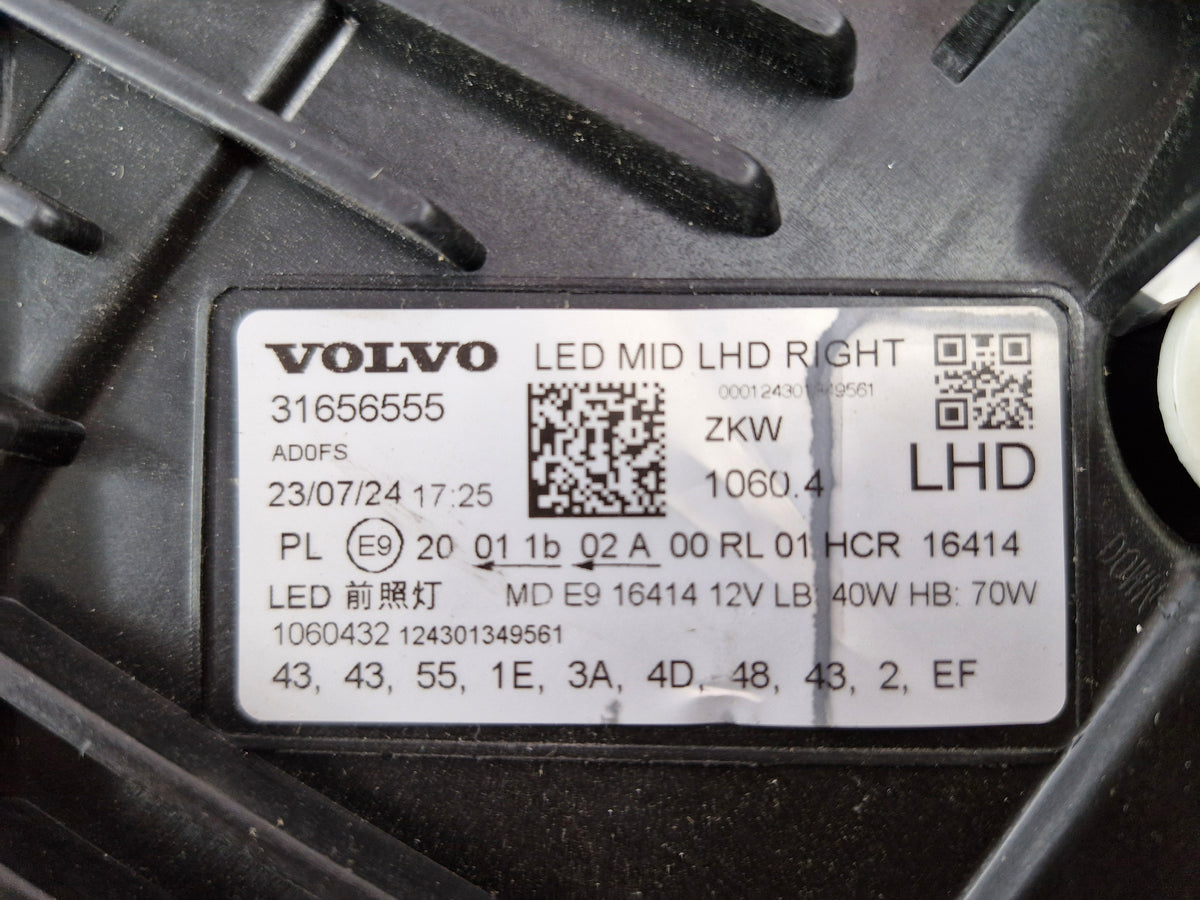 VOLVO LED MID LHD RIGHT
31656555
000124301349561
AD0FS
ZKW
23/07/24 17:25
1060.4
LHD
PL E9 20 01 1b 02 A 00 RL 01 HCR 16414
LED 前照灯 MD E9 16414 12V LB: 40W HB: 70W
1060432 124301349561
43, 43, 55, 1E, 3A, 4D, 48, 43, 2, EF
DOWN